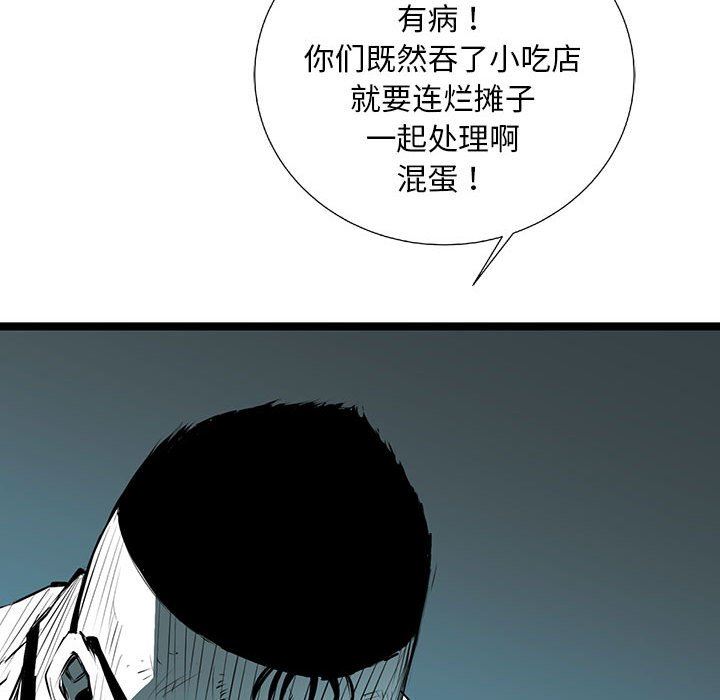 有病！
你们既然吞了小吃店
就要连烂摊子
一起处理啊
混蛋！